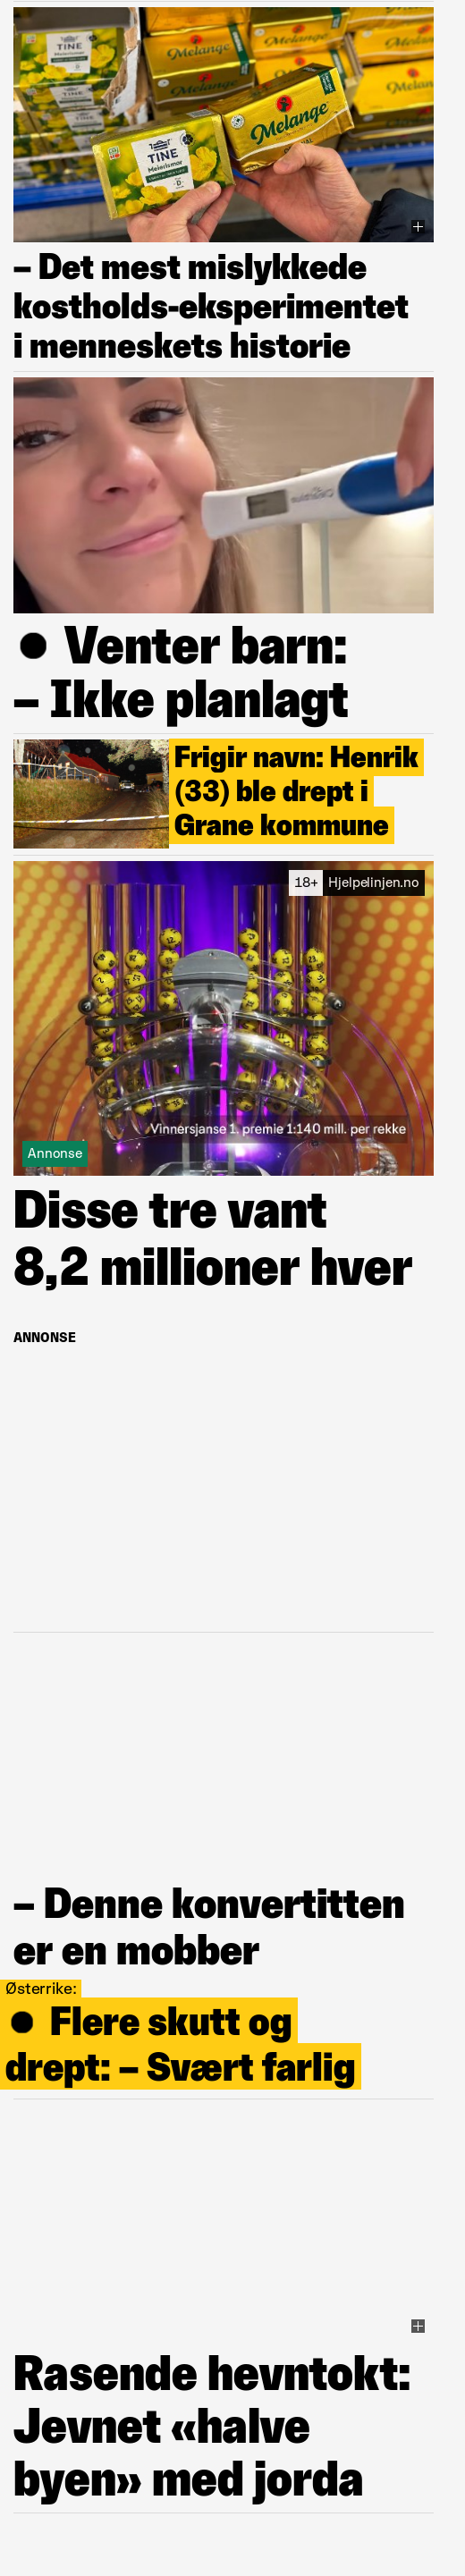 TINE
Melange
Melange
TINE
Meierismør
Melange
– Det mest mislykkede
kostholds-eksperimentet
i menneskets historie
Venter barn:
– Ikke planlagt
Frigir navn: Henrik
(33) ble drept i
Grane kommune
18+ Hjelpelinjen.no
Vinnersjanse 1. premie 1:140 mill. per rekke
Annonse
Disse tre vant
8,2 millioner hver
ANNONSE
– Denne konvertitten
er en mobber
Østerrike:
Flere skutt og
drept: – Svært farlig
Rasende hevntokt:
Jevnet «halve
byen» med jorda